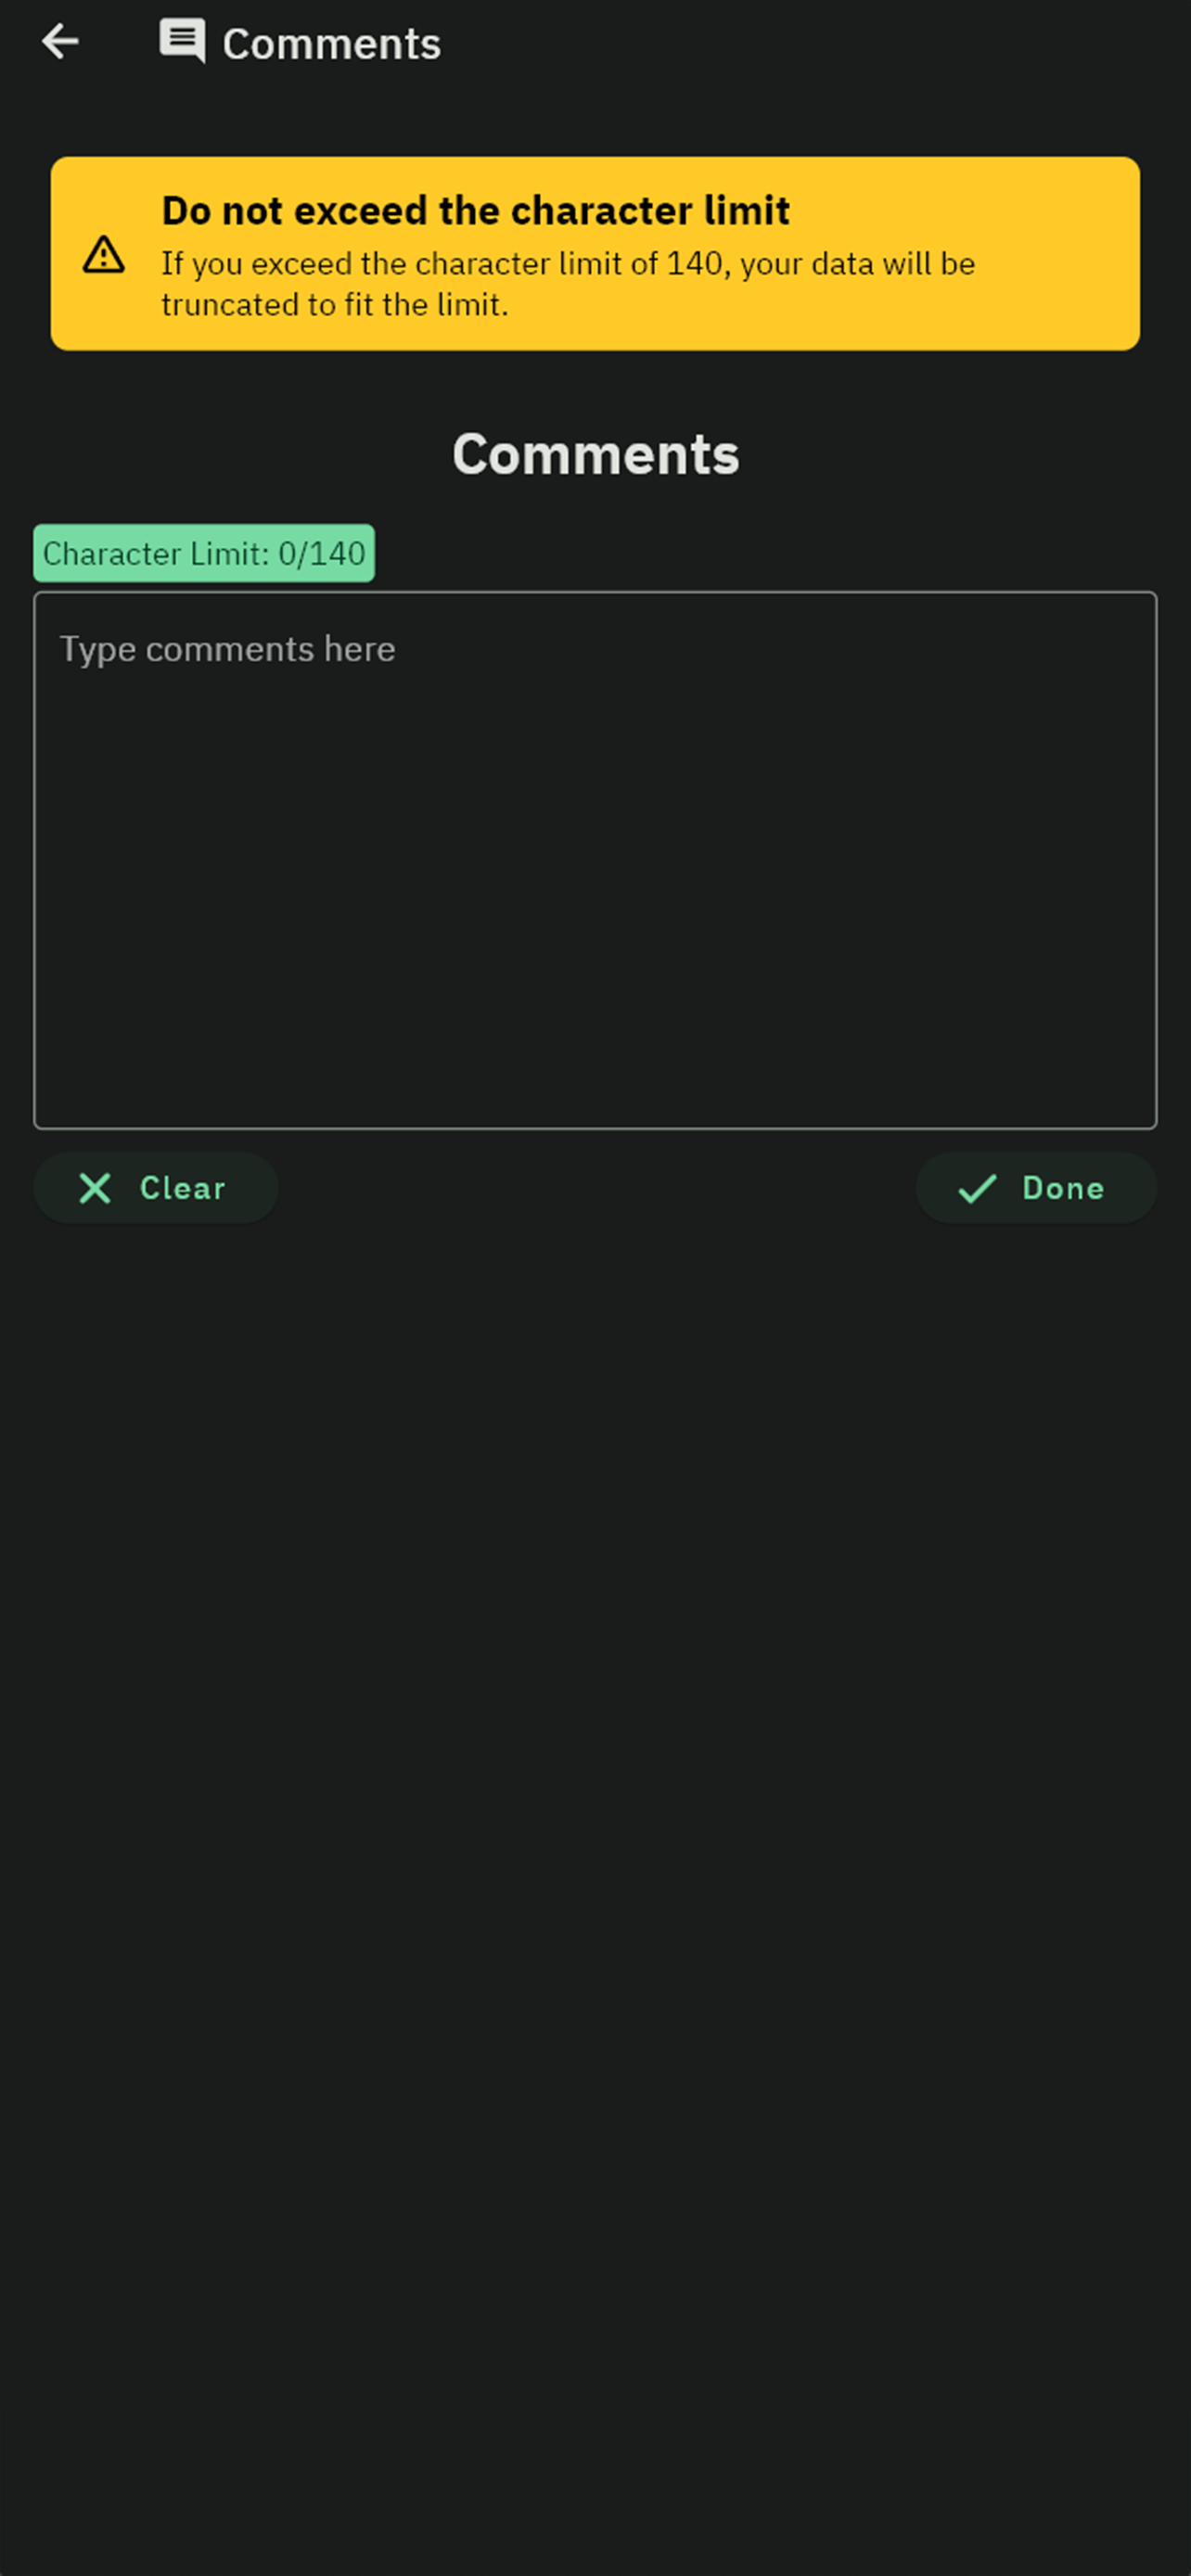 Comments
Do not exceed the character limit
If you exceed the character limit of 140, your data will be
truncated to fit the limit.
Comments
Character Limit: 0/140
Type comments here
Clear
Done